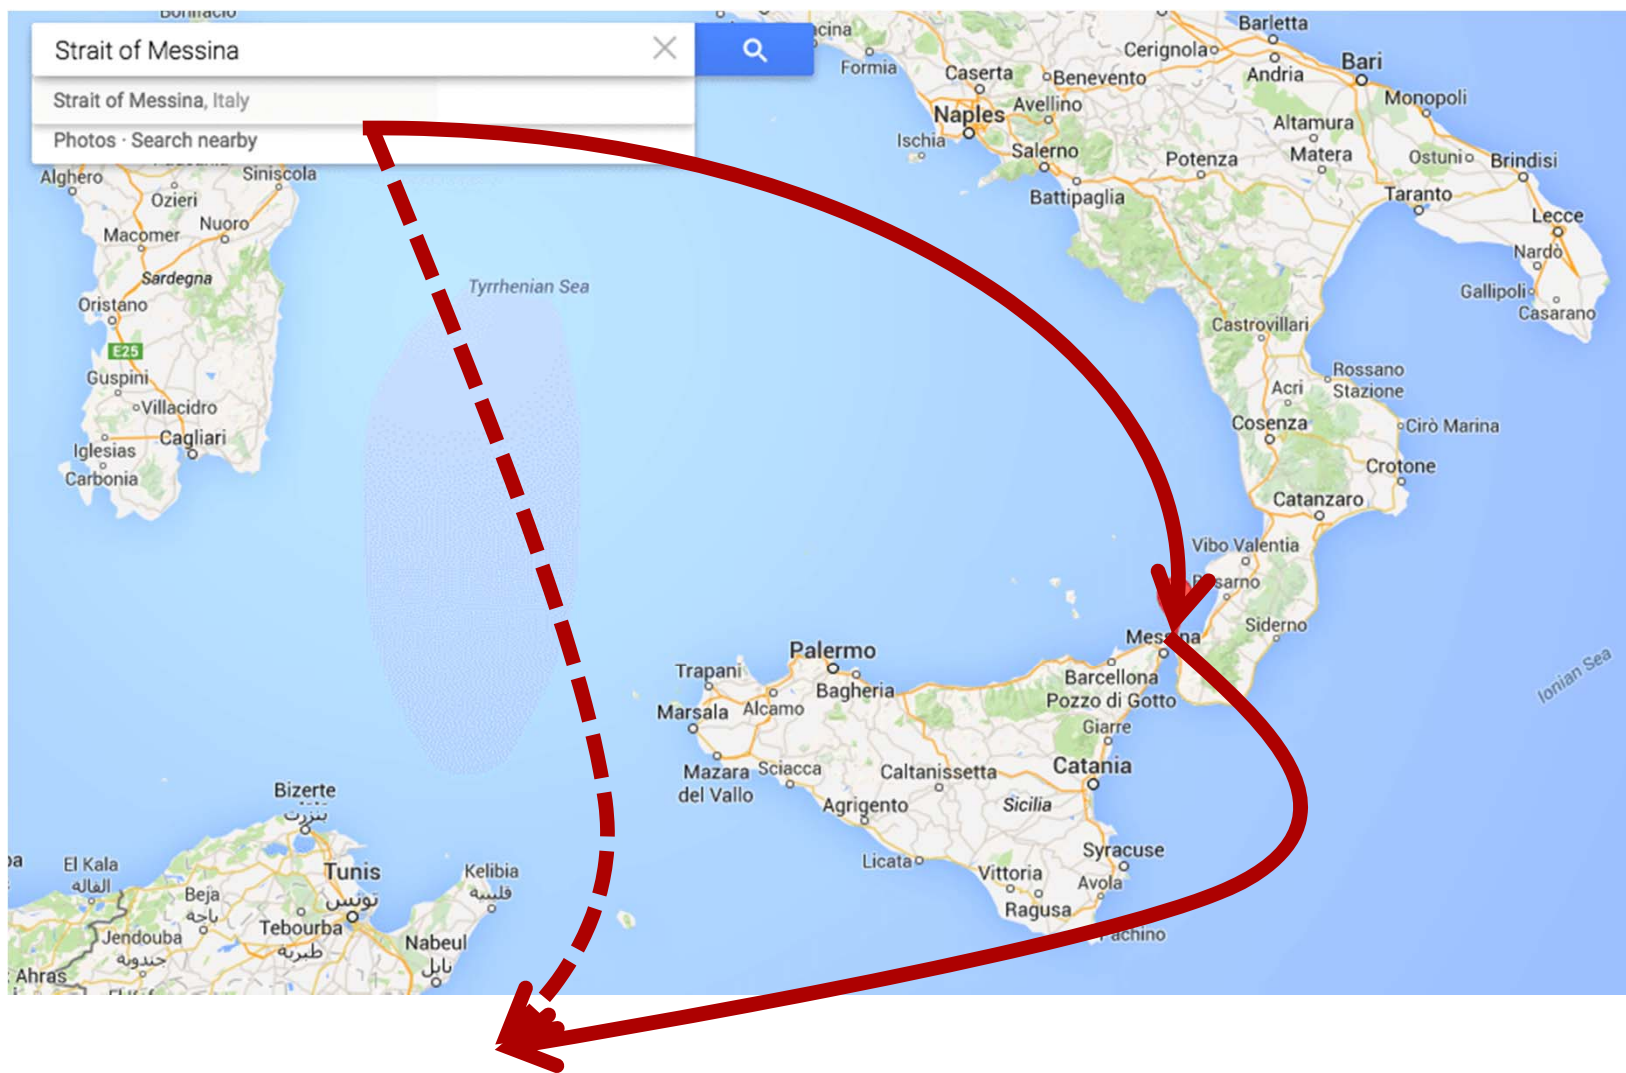 Bonifacio
Strait of Messina
Strait of Messina, Italy
Photos · Search nearby
Alghero
Siniscola
Ozieri
Nuoro
Macomer
Sardegna
Oristano
E25
Guspini
Villacidro
Cagliari
Iglesias
Carbonia
Tyrrhenian Sea
Formia
Caserta
Benevento
Cerignola
Barletta
Andria
Bari
Monopoli
Avellino
Naples
Ischia
Salerno
Battipaglia
Altamura
Potenza
Matera
Ostuni
Brindisi
Taranto
Lecce
Nardò
Gallipoli
Casarano
Castrovillari
Rossano
Stazione
Acri
Cosenza
Cirò Marina
Crotone
Catanzaro
Vibo Valentia
Siderno
Ionian Sea
Messina
Palermo
Trapani
Bagheria
Barcellona
Pozzo di Gotto
Marsala
Alcamo
Giarre
Mazara
del Vallo
Sciacca
Caltanissetta
Catania
Agrigento
Sicilia
Licata
Syracuse
Vittoria
Avola
Ragusa
Pachino
Bizerte
بنزرت
El Kala
القالة
Tunis
تونس
Kelibia
قليبية
Beja
باجة
Tebourba
طبربة
Jendouba
جندوبة
Nabeul
نابل
Ahras